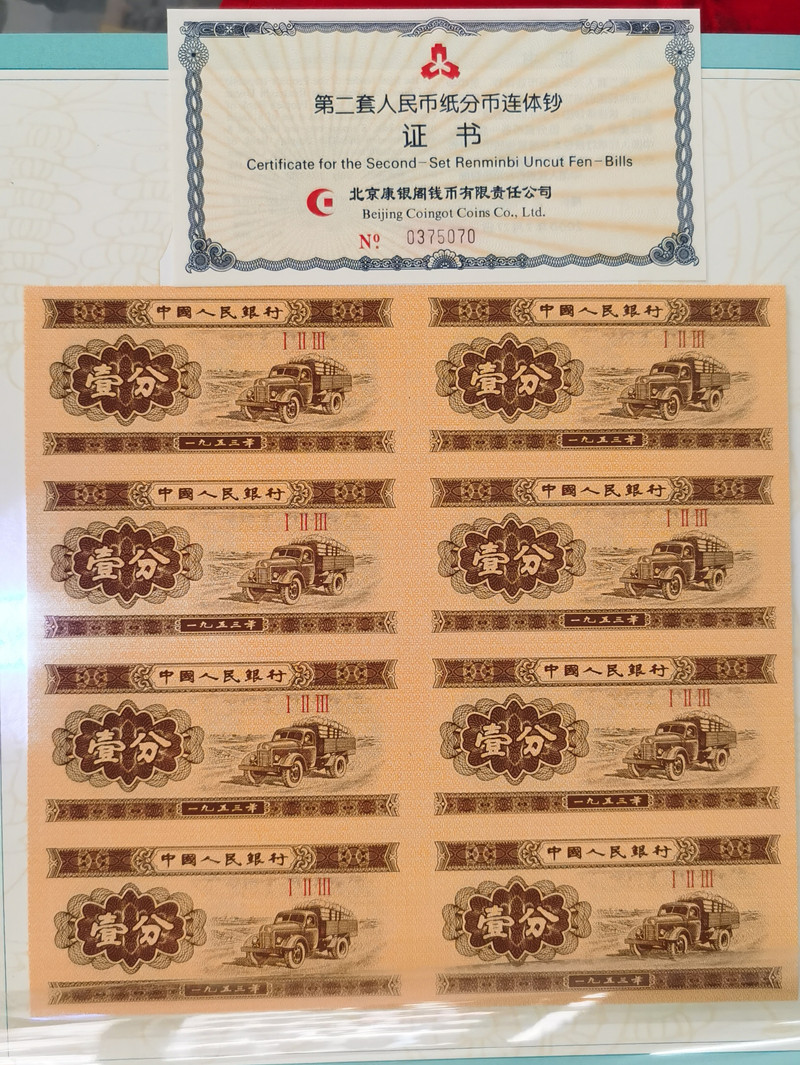 第二套人民币纸分币连体钞
证书
Certificate for the Second-Set Renminbi Uncut Fen-Bills
北京康银阁钱币有限责任公司
Beijing Coingot Coins Co., Ltd.
Nº 0375070
中國人民銀行
I II III
壹分
一九五三年
中國人民銀行
I II III
壹分
一九五三年
中國人民銀行
I II III
壹分
一九五三年
中國人民銀行
I II III
壹分
一九五三年
中國人民銀行
I II III
壹分
一九五三年
中國人民銀行
I II III
壹分
一九五三年
中國人民銀行
I II III
壹分
一九五三年
中國人民銀行
I II III
壹分
一九五三年